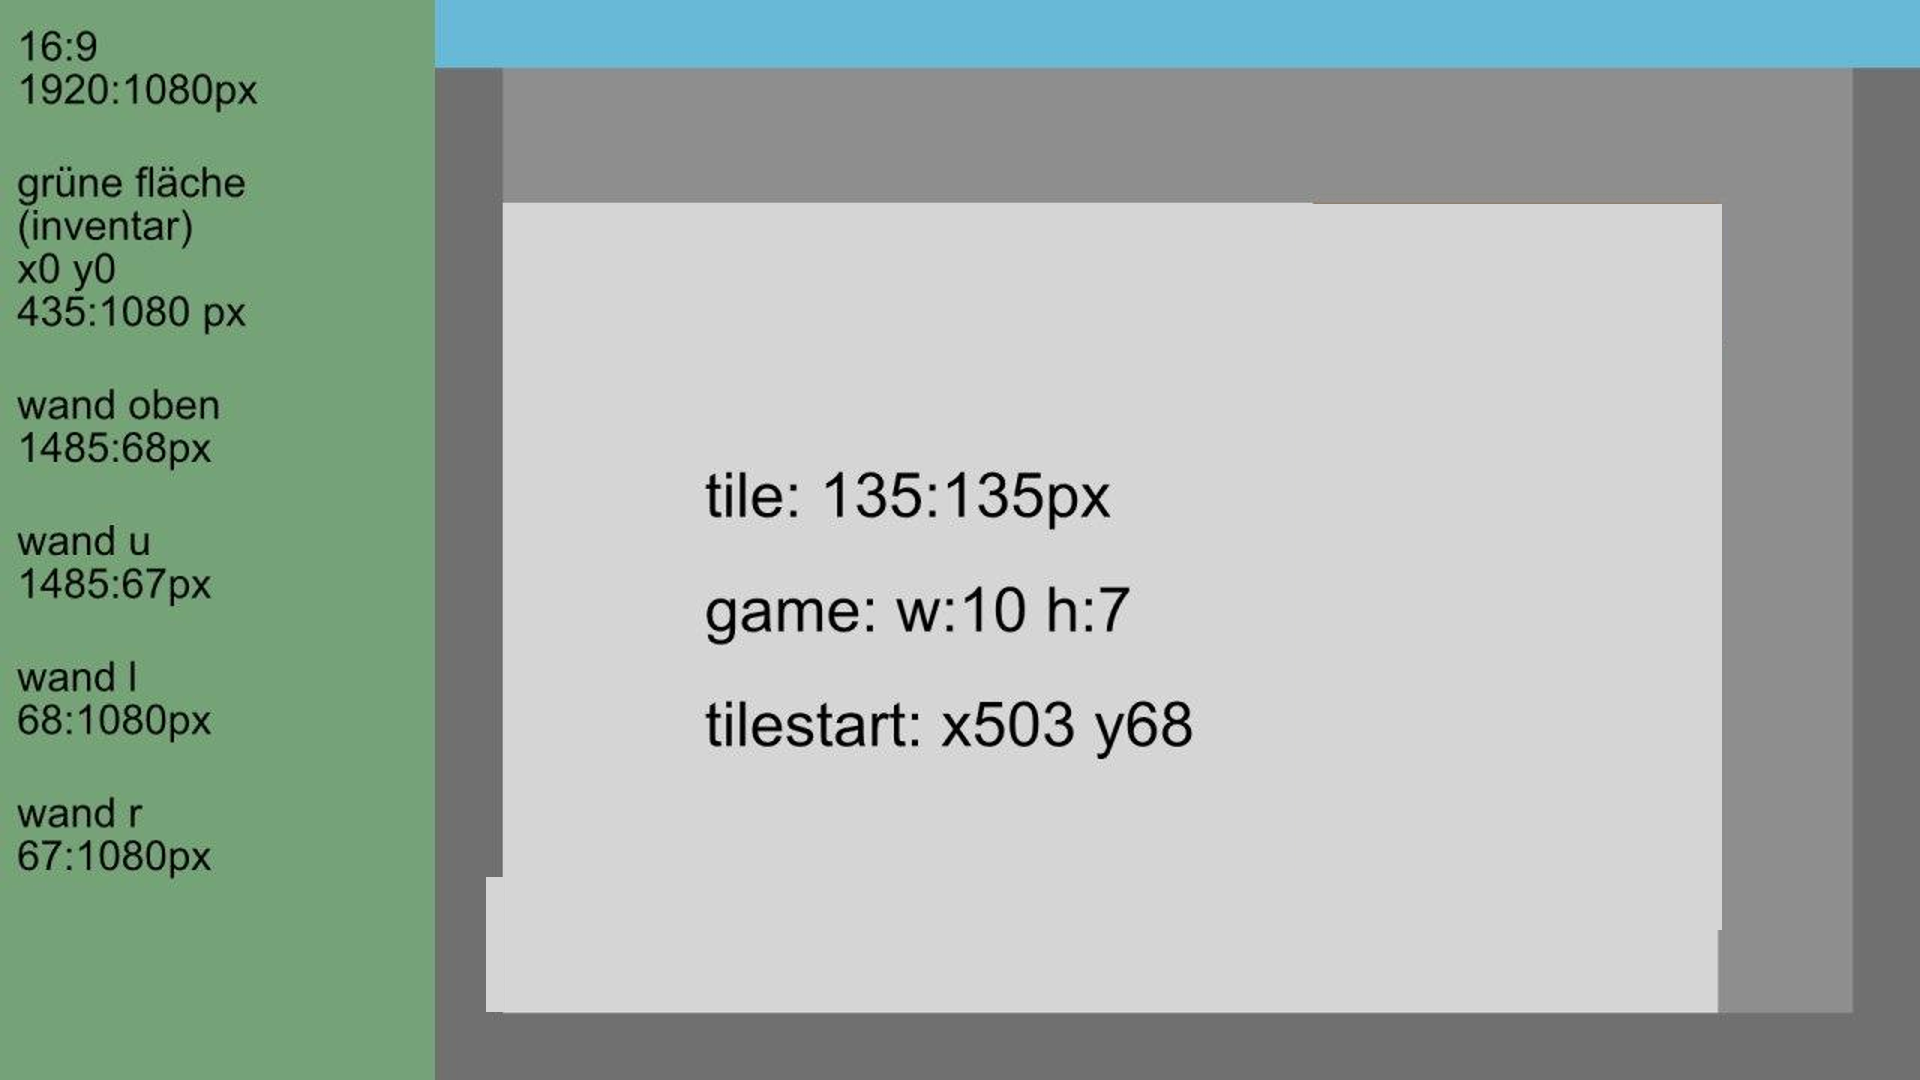 16:9
1920:1080px
grüne fläche
(inventar)
x0 y0
435:1080 px
wand oben
1485:68px
wand u
1485:67px
wand l
68:1080px
wand r
67:1080px
tile: 135:135px
game: w:10 h:7
tilestart: x503 y68